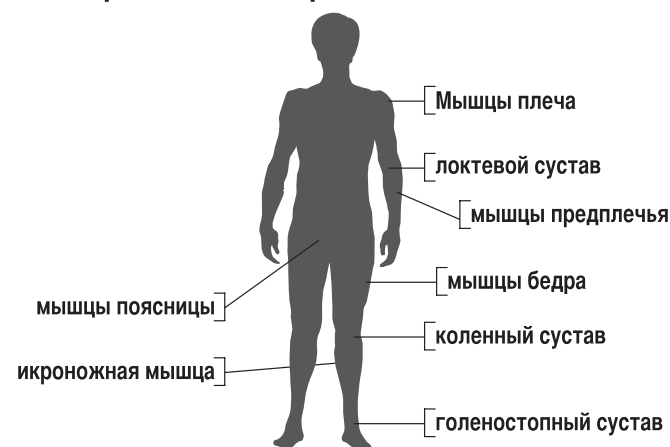 Мышцы плеча
локтевой сустав
мышцы предплечья
мышцы бедра
мышцы поясницы
коленный сустав
икроножная мышца
голеностопный сустав